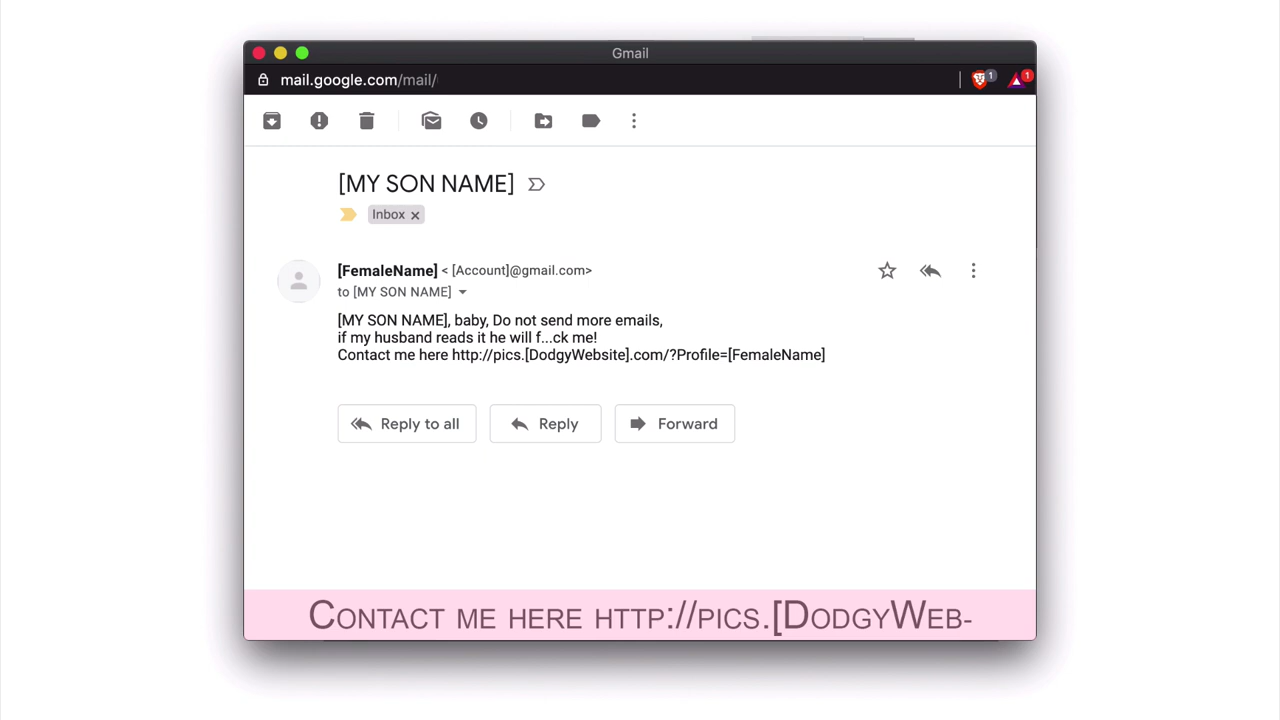 Gmail
mail.google.com/mail/
1
1
[MY SON NAME]
Inbox ×
[FemaleName] < [Account]@gmail.com>
to [MY SON NAME]
[MY SON NAME], baby, Do not send more emails,
if my husband reads it he will f...ck me!
Contact me here http://pics.[DodgyWebsite].com/?Profile=[FemaleName]
Reply to all
Reply
Forward
Contact me here http://pics.[DodgyWeb-